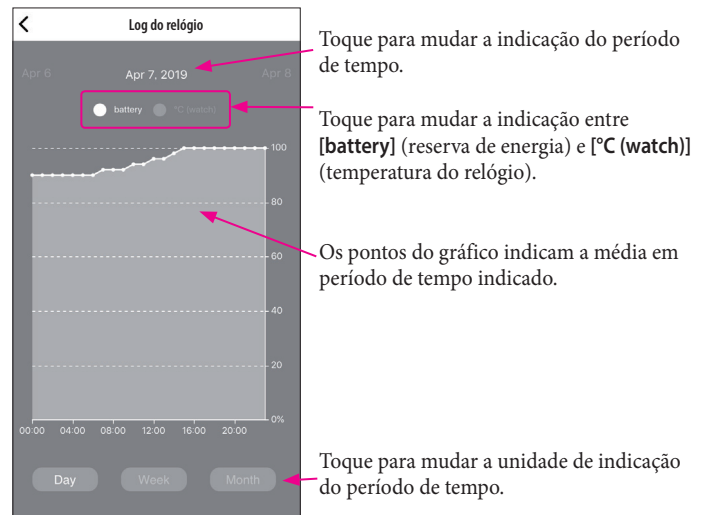 Log do relógio
Apr 6 Apr 7, 2019 Apr 8
battery °C (watch)
100
80
60
40
20
0%
00:00 04:00 08:00 12:00 16:00 20:00
Day Week Month
Toque para mudar a indicação do período
de tempo.
Toque para mudar a indicação entre
[battery] (reserva de energia) e [°C (watch)]
(temperatura do relógio).
Os pontos do gráfico indicam a média em
período de tempo indicado.
Toque para mudar a unidade de indicação
do período de tempo.